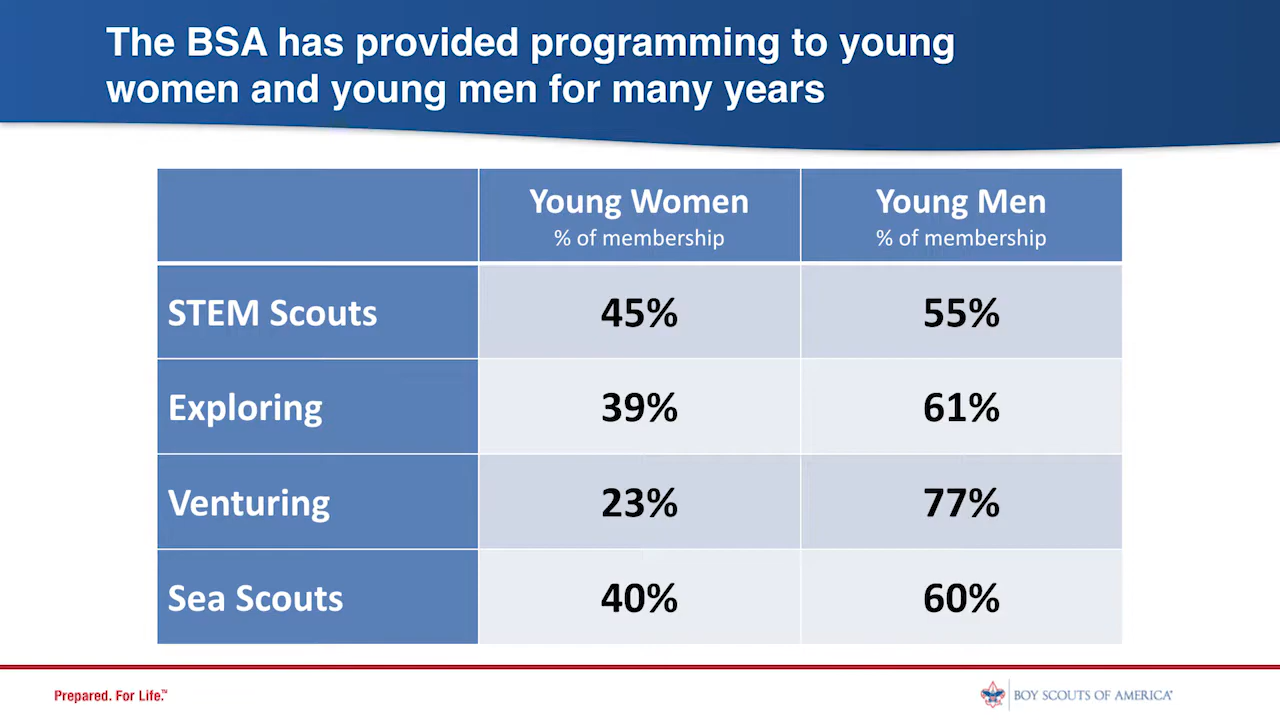 The BSA has provided programming to young
women and young men for many years
Young Women Young Men
% of membership % of membership
STEM Scouts 45% 55%
Exploring 39% 61%
Venturing 23% 77%
Sea Scouts 40% 60%
Prepared. For Life.™
BOY SCOUTS OF AMERICA®